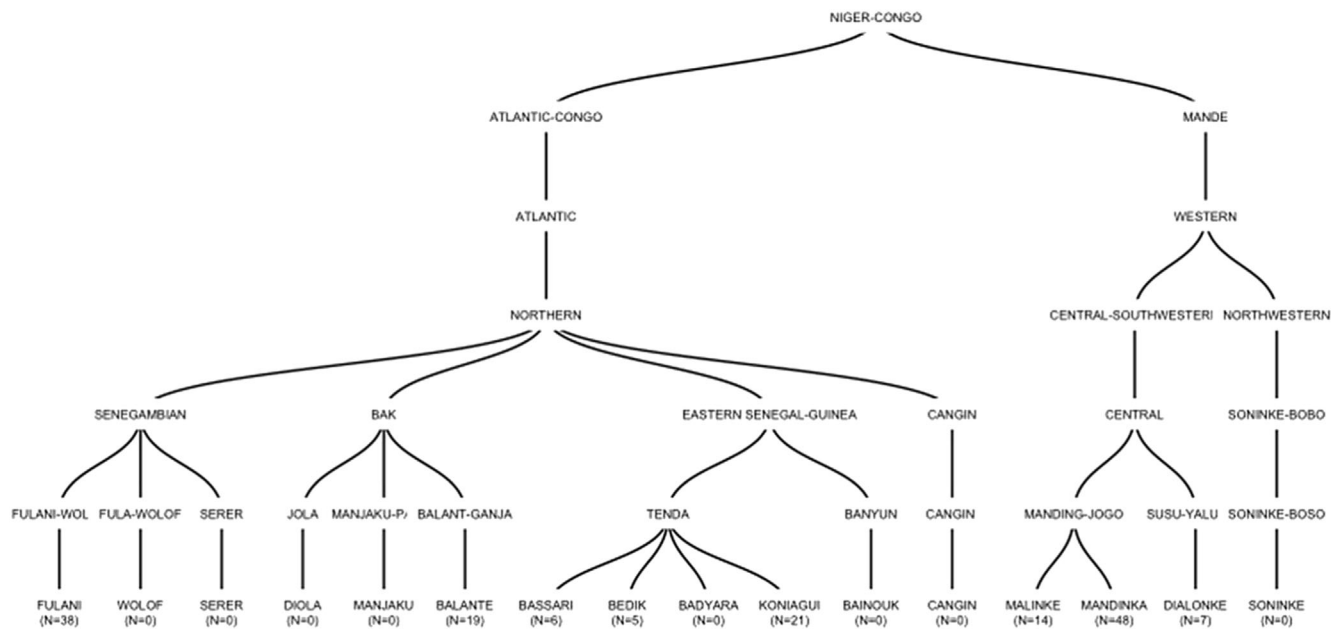 NIGER-CONGO
ATLANTIC-CONGO MANDE
ATLANTIC WESTERN
NORTHERN CENTRAL-SOUTHWESTERI NORTHWESTERN
SENEGAMBIAN BAK EASTERN SENEGAL-GUINEA CANGIN CENTRAL SONINKE-BOBO
FULANI-WOL FULA-WOLOF SERER JOLA MANJAKU-P/ BALANT-GANJA TENDA BANYUN CANGIN MANDING-JOGO SUSU-YALU SONINKE-BOSO
FULANI WOLOF SERER DIOLA MANJAKU BALANTE BASSARI BEDIK BADYARA KONIAGUI BAINOUK CANGIN MALINKE MANDINKA DIALONKE SONINKE
(N=38) (N=0) (N=0) (N=0) (N=0) (N=19) (N=6) (N=5) (N=0) (N=21) (N=0) (N=0) (N=14) (N=48) (N=7) (N=0)